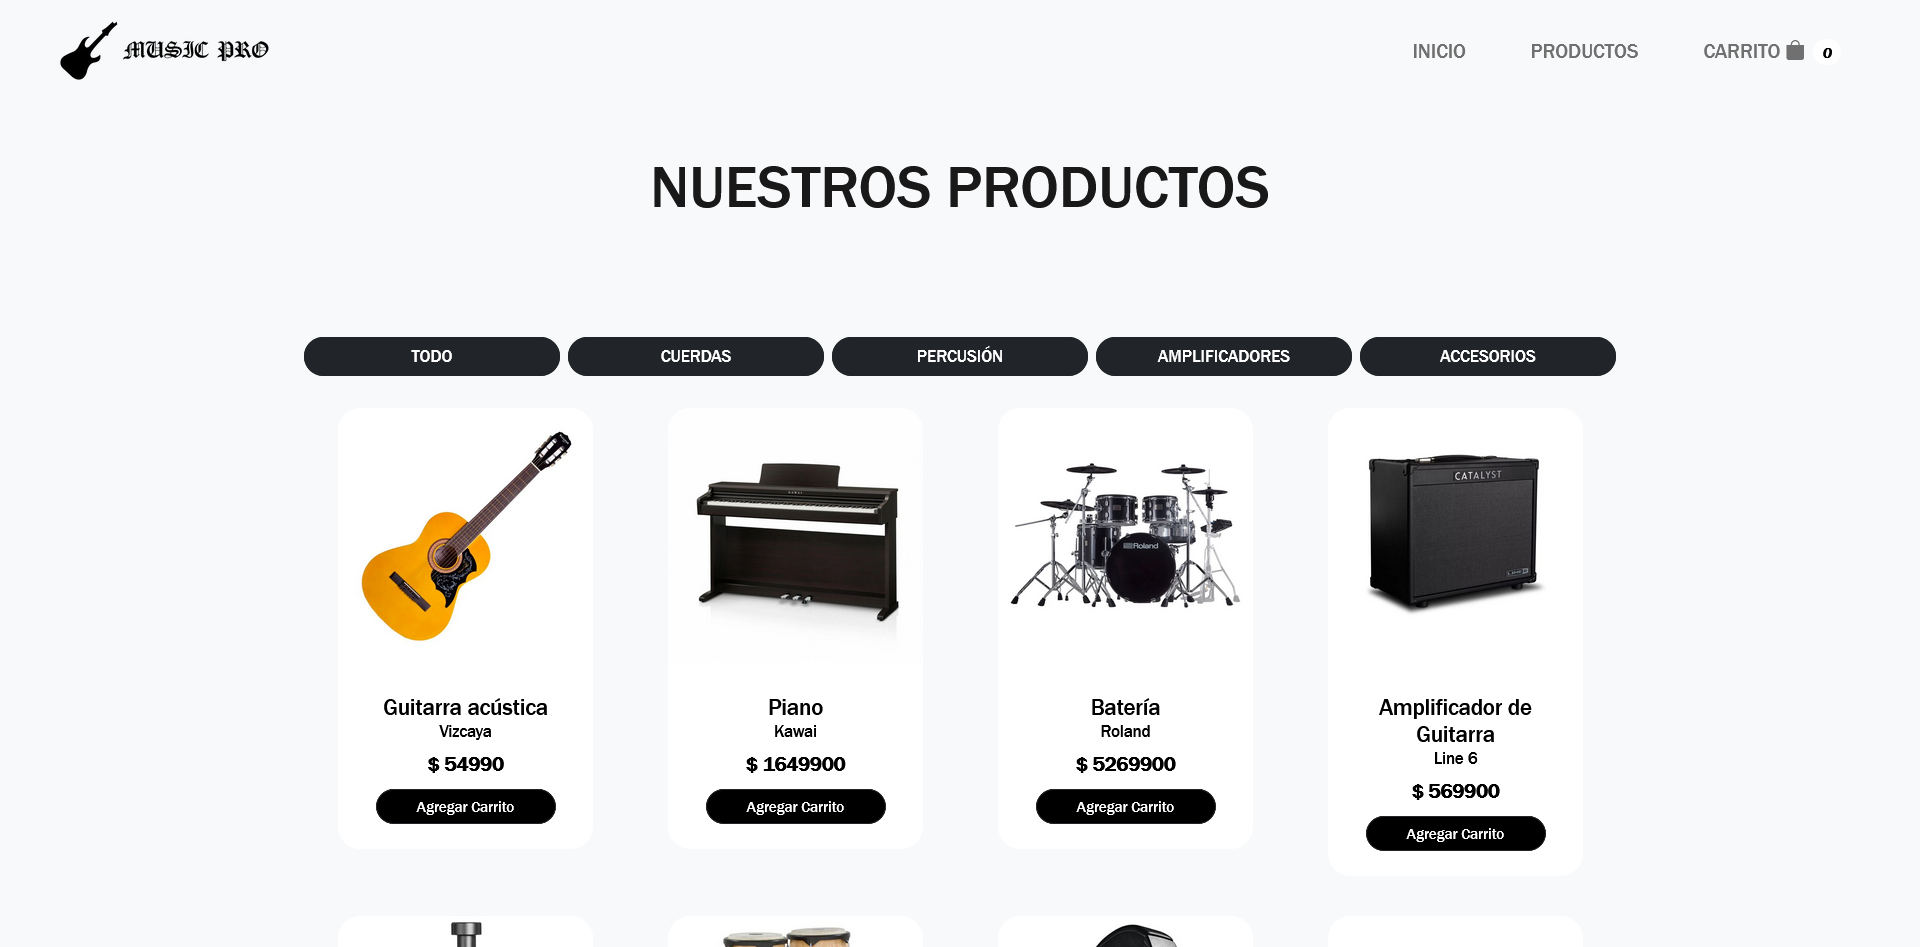 MUSIC PRO
INICIO
PRODUCTOS
CARRITO 0
NUESTROS PRODUCTOS
TODO
CUERDAS
PERCUSIÓN
AMPLIFICADORES
ACCESORIOS
KAWAI
Roland
CATALYST
Guitarra acústica
Vizcaya
$ 54990
Agregar Carrito
Piano
Kawai
$ 1649900
Agregar Carrito
Batería
Roland
$ 5269900
Agregar Carrito
Amplificador de
Guitarra
Line 6
$ 569900
Agregar Carrito